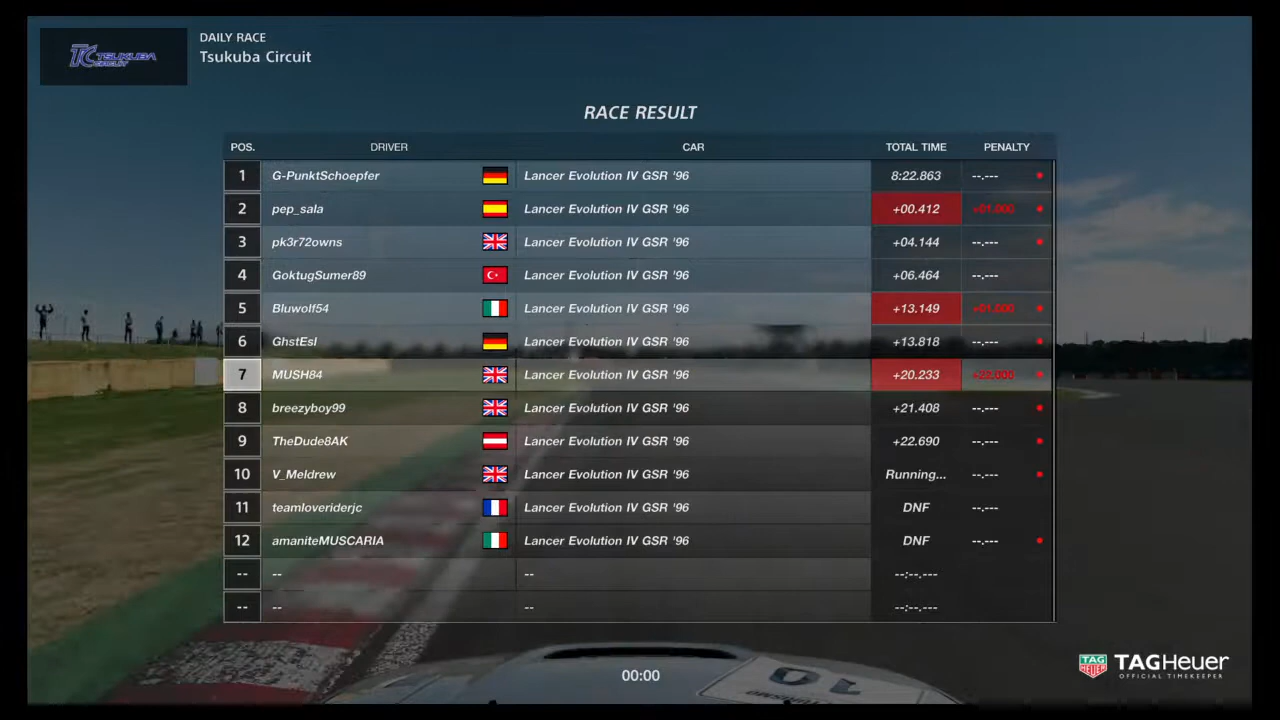 TC TSUKUBA CIRCUIT
DAILY RACE
Tsukuba Circuit
RACE RESULT
POS. DRIVER CAR TOTAL TIME PENALTY
1 G-PunktSchoepfer Lancer Evolution IV GSR '96 8:22.863 --.---
2 pep_sala Lancer Evolution IV GSR '96 +00.412 +01.000
3 pk3r72owns Lancer Evolution IV GSR '96 +04.144 --.---
4 GoktugSumer89 Lancer Evolution IV GSR '96 +06.464 --.---
5 Bluwolf54 Lancer Evolution IV GSR '96 +13.149 +01.000
6 GhstEsl Lancer Evolution IV GSR '96 +13.818 --.---
7 MUSH84 Lancer Evolution IV GSR '96 +20.233 +22.000
8 breezyboy99 Lancer Evolution IV GSR '96 +21.408 --.---
9 TheDude8AK Lancer Evolution IV GSR '96 +22.690 --.---
10 V_Meldrew Lancer Evolution IV GSR '96 Running... --.---
11 teamloveriderjc Lancer Evolution IV GSR '96 DNF --.---
12 amaniteMUSCARIA Lancer Evolution IV GSR '96 DNF --.---
-- -- -- --:--.---
-- -- -- --:--.---
00:00
10
TAG HEUER TAGHeuer
OFFICIAL TIMEKEEPER